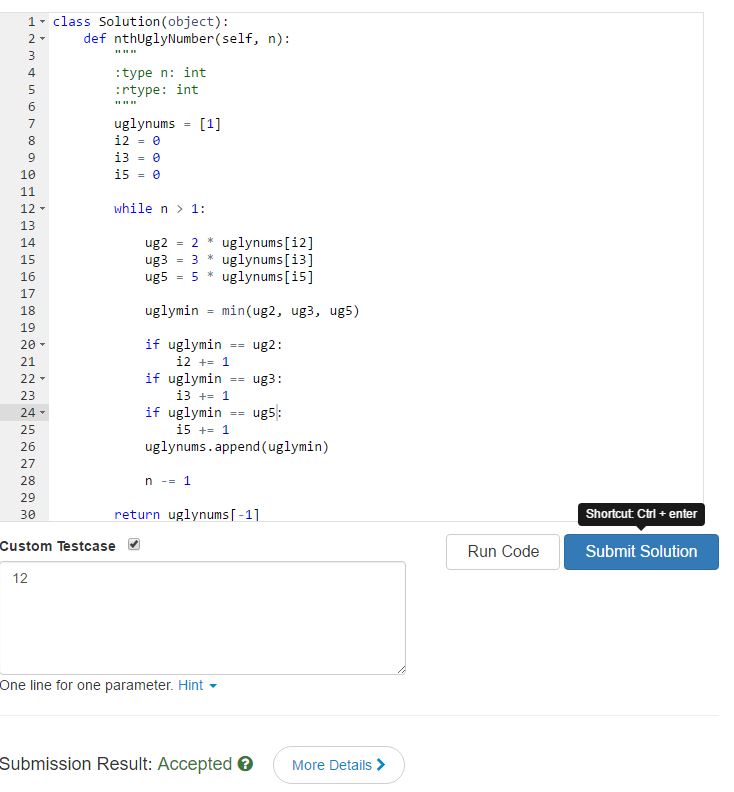 1 class Solution(object):
2 def nthUglyNumber(self, n):
3 """
4 :type n: int
5 :rtype: int
6 """
7 uglynums = [1]
8 i2 = 0
9 i3 = 0
10 i5 = 0
11
12 while n > 1:
13
14 ug2 = 2 * uglynums[i2]
15 ug3 = 3 * uglynums[i3]
16 ug5 = 5 * uglynums[i5]
17
18 uglymin = min(ug2, ug3, ug5)
19
20 if uglymin == ug2:
21 i2 += 1
22 if uglymin == ug3:
23 i3 += 1
24 if uglymin == ug5:
25 i5 += 1
26 uglynums.append(uglymin)
27
28 n -= 1
29
30 return uglynums[-1]
Shortcut: Ctrl + enter
Custom Testcase
Run Code
Submit Solution
12
One line for one parameter. Hint
Submission Result: Accepted ?
More Details